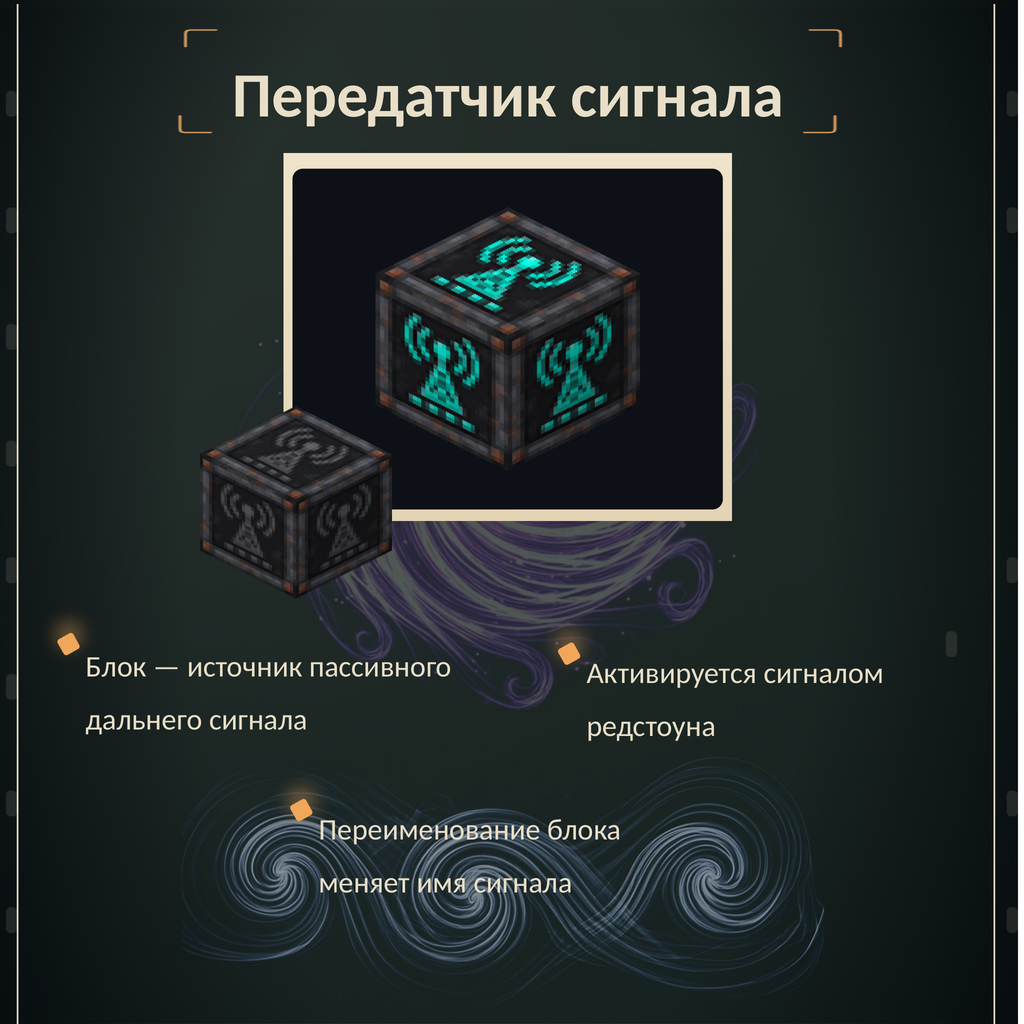 Передатчик сигнала
Блок — источник пассивного
дальнего сигнала
Активируется сигналом
редстоуна
Переименование блока
меняет имя сигнала